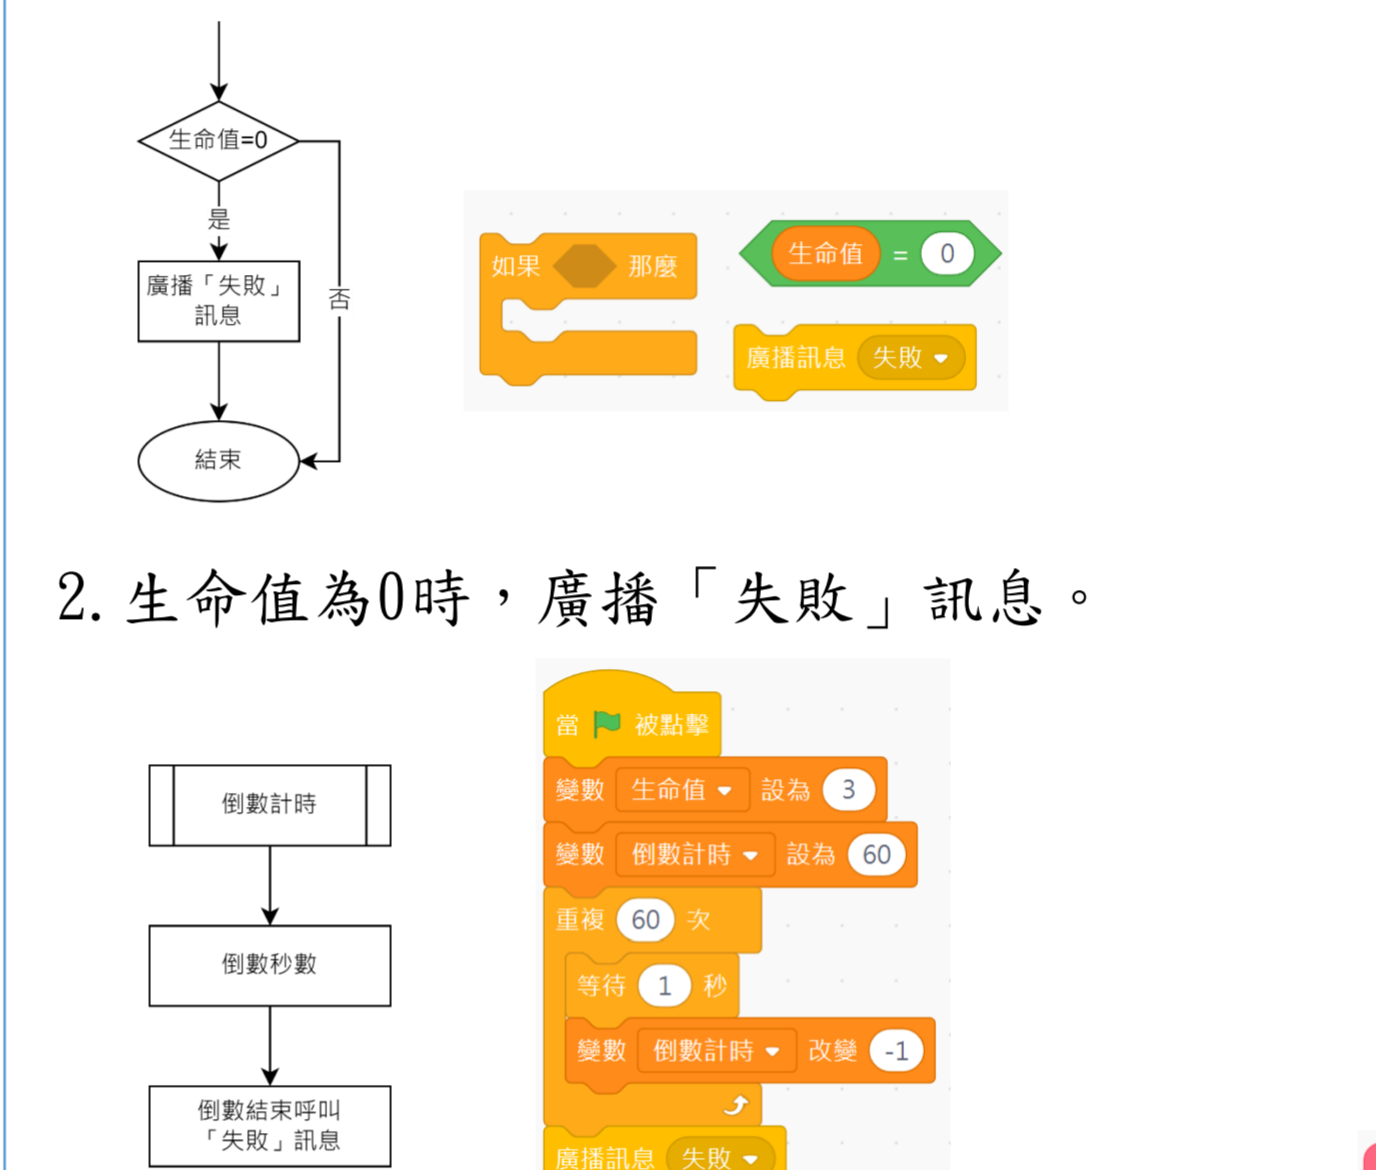 生命值=0
是
廣播「失敗」
訊息
否
結束
如果 那麼
生命值 = 0
廣播訊息 失敗
2.生命值為0時，廣播「失敗」訊息。
倒數計時
倒數秒數
倒數結束呼叫
「失敗」訊息
當 被點擊
變數 生命值 設為 3
變數 倒數計時 設為 60
重複 60 次
等待 1 秒
變數 倒數計時 改變 -1
廣播訊息 失敗